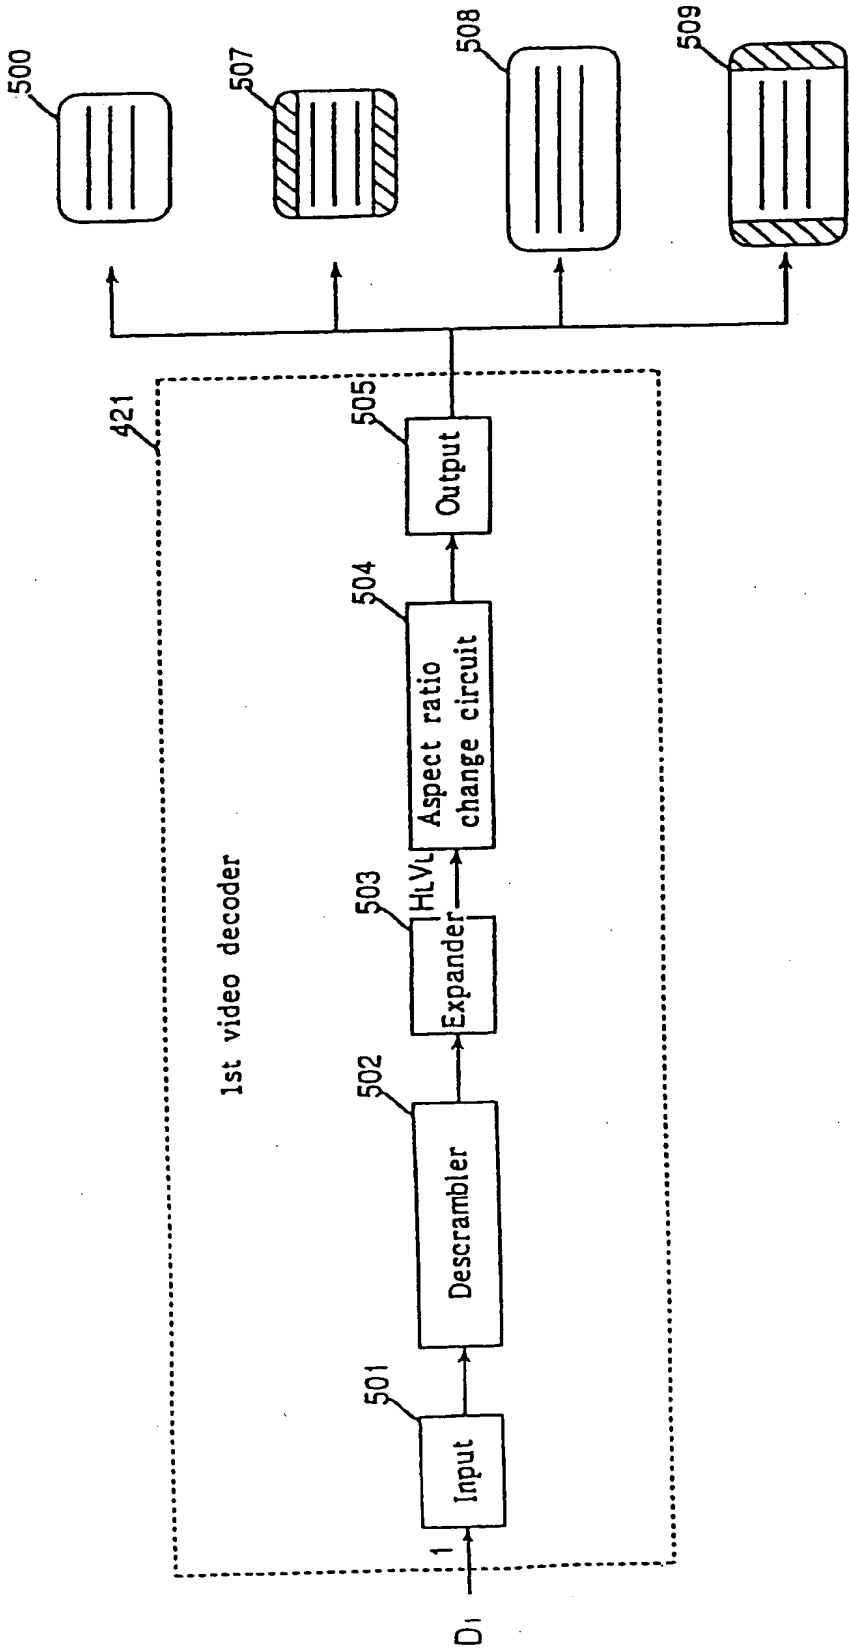 1st video decoder
421
D1
1
501
Input
502
Descrambler
503
Expander
HLVL
504
Aspect ratio
change circuit
505
Output
500
507
508
509